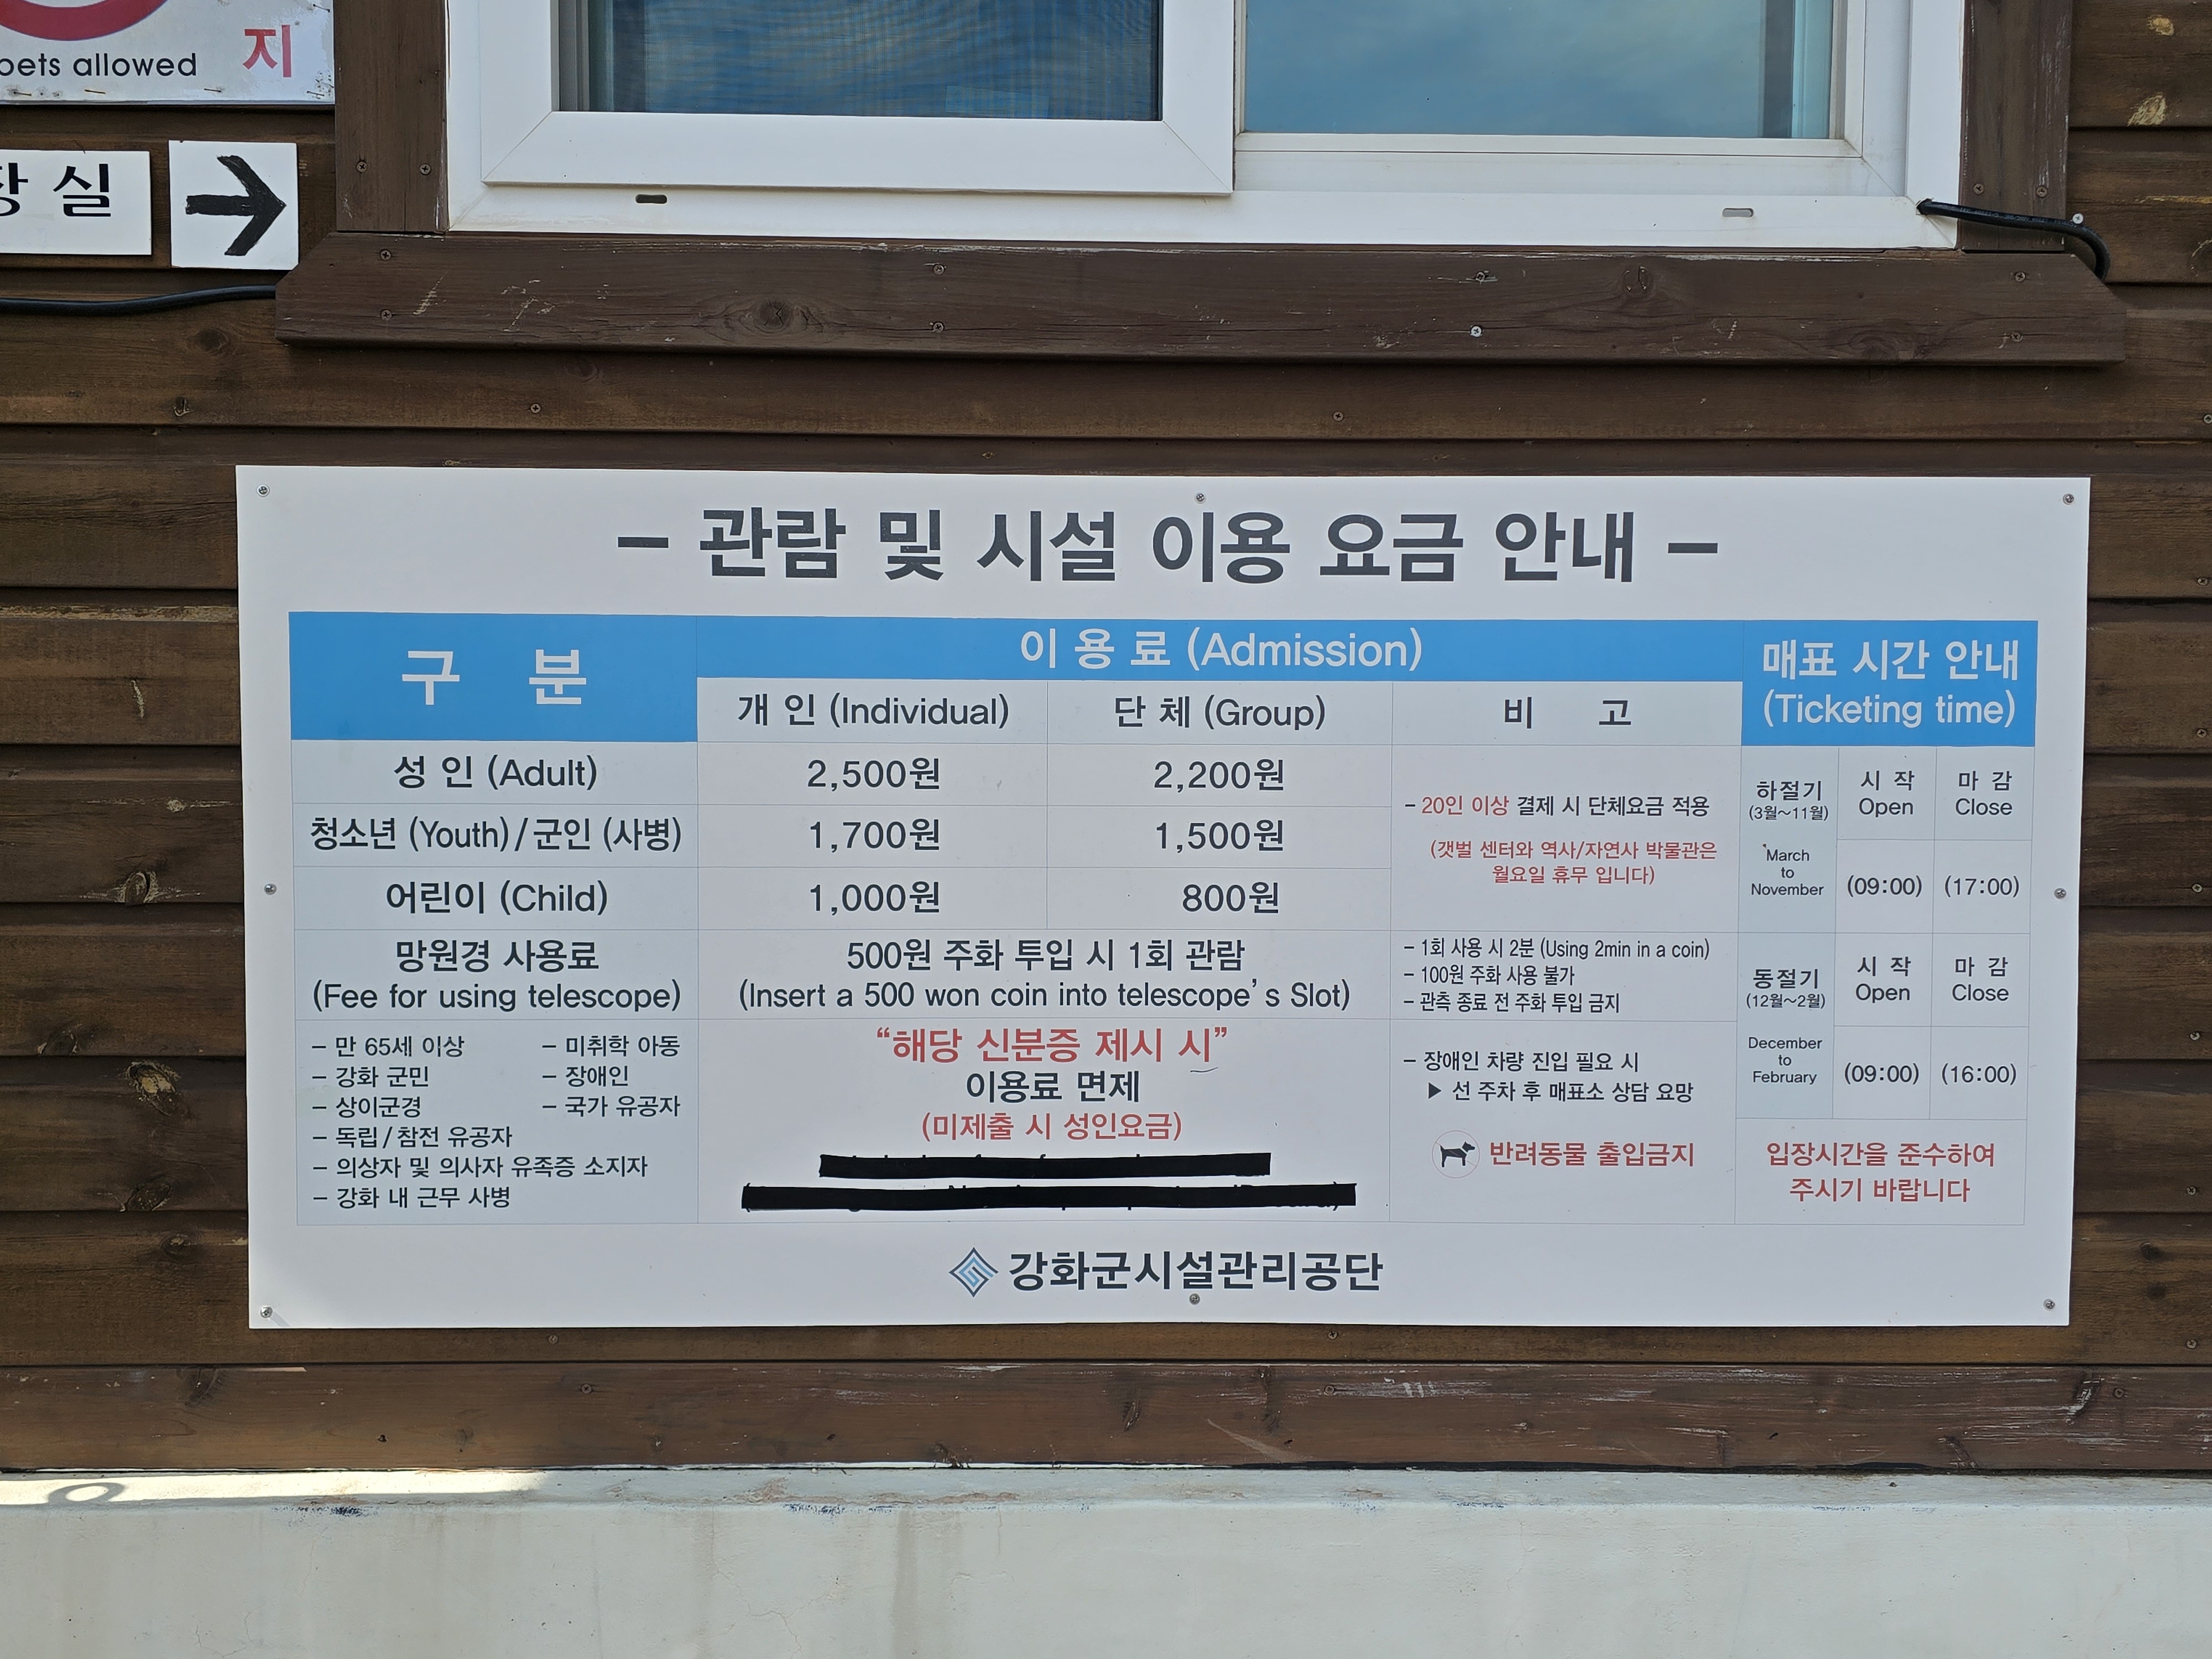 pets allowed
지
장실
- 관람 및 시설 이용 요금 안내 -
구 분
이 용 료 (Admission)
매표 시간 안내
(Ticketing time)
개 인 (Individual)
단 체 (Group)
비 고
성 인 (Adult)
2,500원
2,200원
청소년 (Youth)/군인 (사병)
1,700원
1,500원
어린이 (Child)
1,000원
800원
- 20인 이상 결제 시 단체요금 적용
(갯벌 센터와 역사/자연사 박물관은
월요일 휴무 입니다)
하절기
(3월~11월)
March
to
November
시 작
Open
마 감
Close
(09:00)
(17:00)
망원경 사용료
(Fee for using telescope)
500원 주화 투입 시 1회 관람
(Insert a 500 won coin into telescope's Slot)
- 1회 사용 시 2분 (Using 2min in a coin)
- 100원 주화 사용 불가
- 관측 종료 전 주화 투입 금지
동절기
(12월~2월)
December
to
February
시 작
Open
마 감
Close
(09:00)
(16:00)
- 만 65세 이상
- 미취학 아동
- 강화 군민
- 장애인
- 상이군경
- 국가 유공자
- 독립/참전 유공자
- 의상자 및 의사자 유족증 소지자
- 강화 내 근무 사병
“해당 신분증 제시 시”
이용료 면제
(미제출 시 성인요금)
- 장애인 차량 진입 필요 시
▶ 선 주차 후 매표소 상담 요망
반려동물 출입금지
입장시간을 준수하여
주시기 바랍니다
강화군시설관리공단